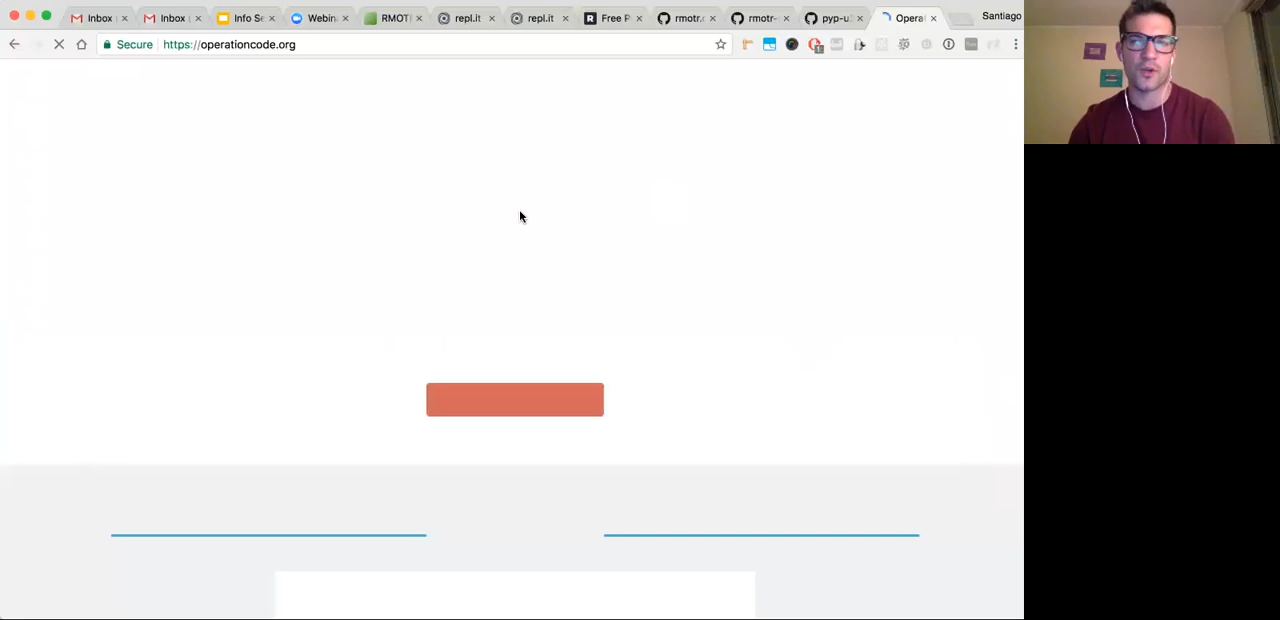 Inbox
Inbox
Info Se
Webin
RMOT
repl.it
repl.it
Free P
rmotr.
rmotr-
pyp-u
Opera
Santiago
Secure
https://operationcode.org